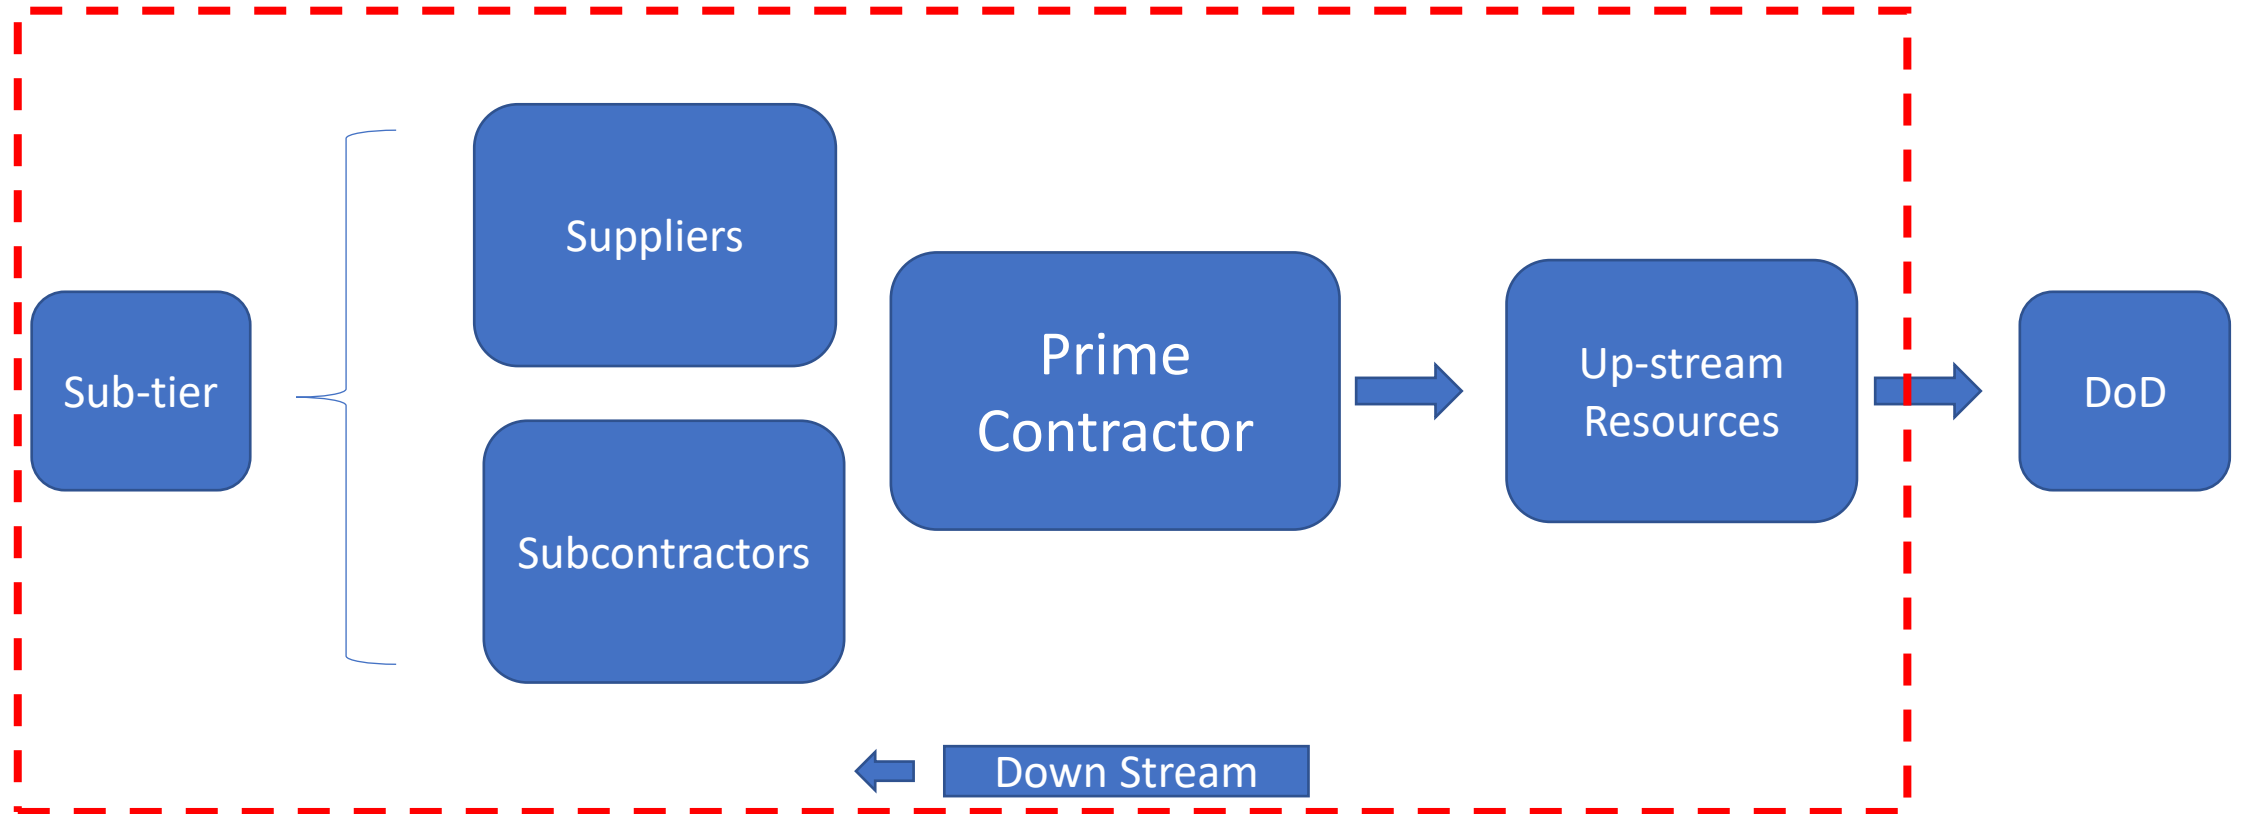 Sub-tier
Suppliers
Subcontractors
Prime
Contractor
Up-stream
Resources
DoD
Down Stream